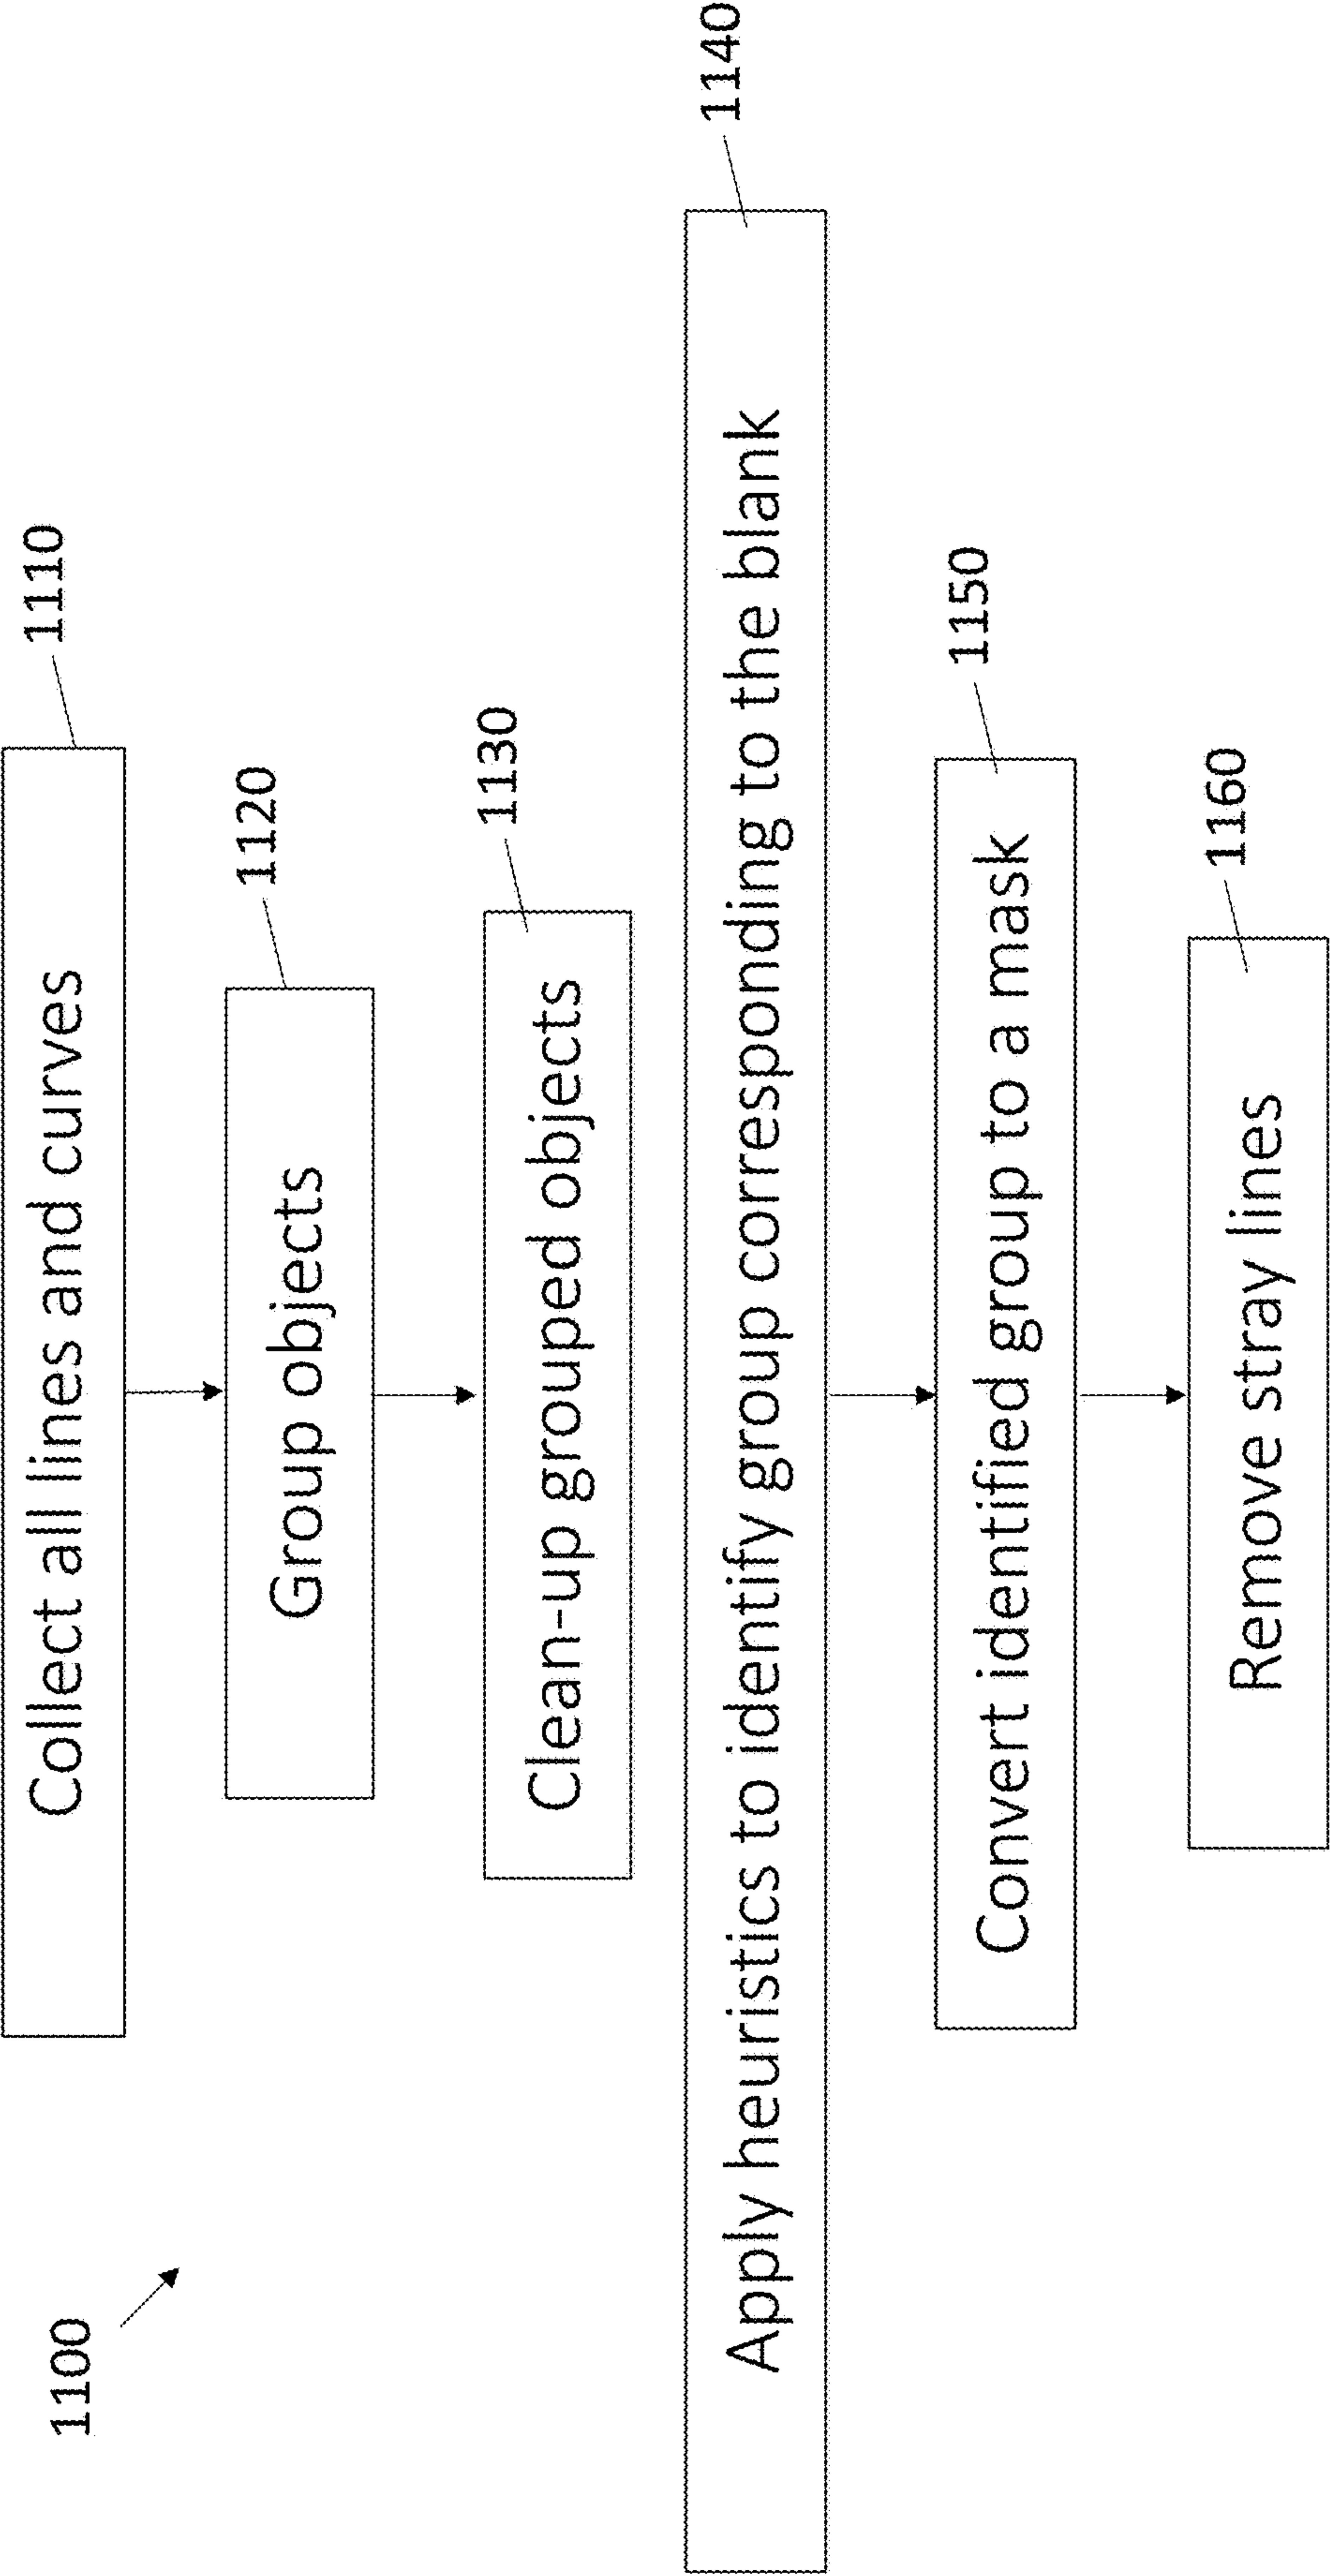 1100
Collect all lines and curves
1110
Group objects
1120
Clean-up grouped objects
1130
Apply heuristics to identify group corresponding to the blank
1140
Convert identified group to a mask
1150
Remove stray lines
1160